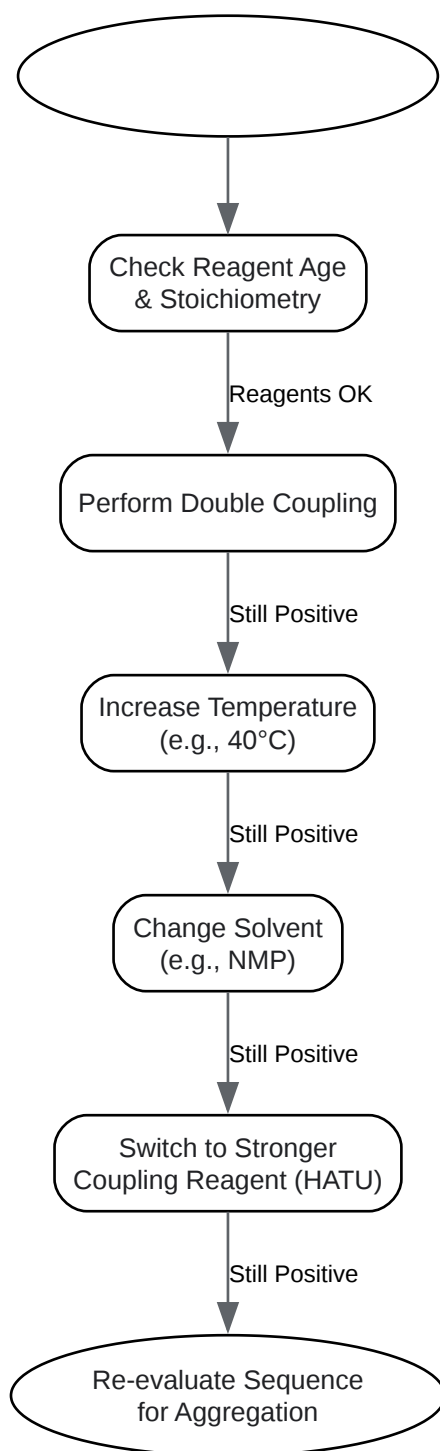 Check Reagent Age
& Stoichiometry
Reagents OK
Perform Double Coupling
Still Positive
Increase Temperature
(e.g., 40°C)
Still Positive
Change Solvent
(e.g., NMP)
Still Positive
Switch to Stronger
Coupling Reagent (HATU)
Still Positive
Re-evaluate Sequence
for Aggregation